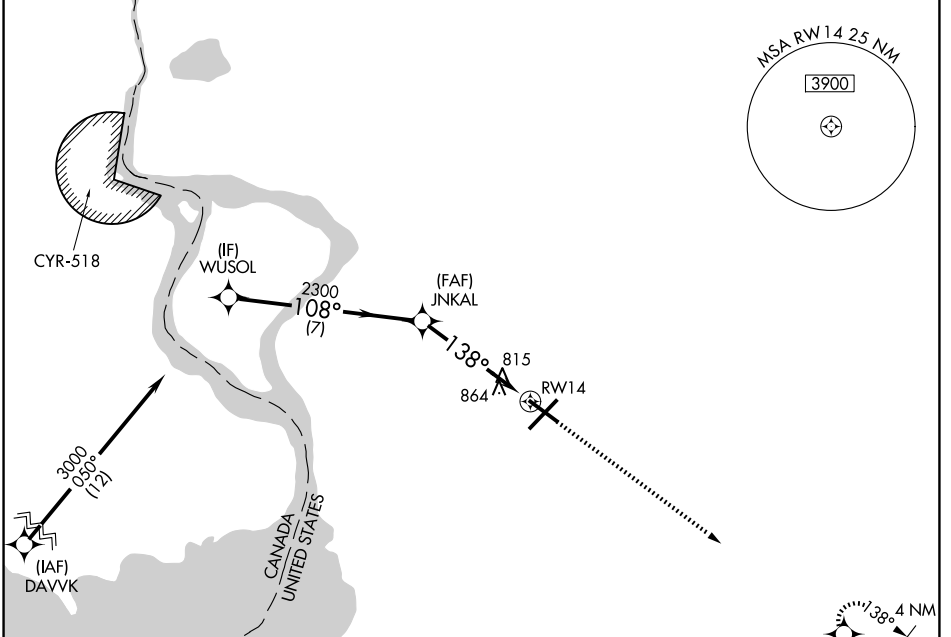 MSA RW14 25 NM
3900
CYR-518
(IF)
WUSOL
2300
108°
(7)
(FAF)
JNKAL
138°
815
864
RW14
3000
050°
(12)
(IAF)
DAVVK
CANADA
UNITED STATES
138°
4 NM